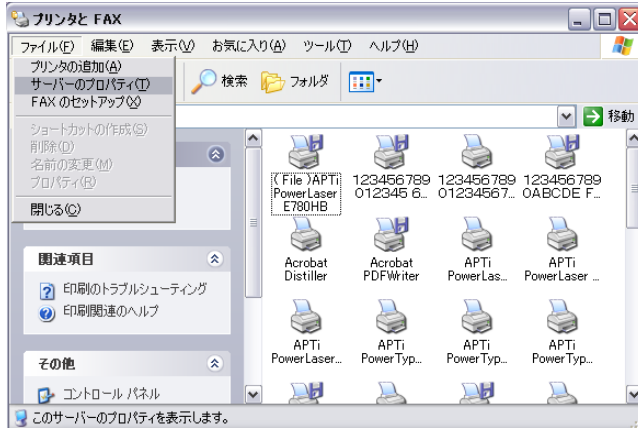 プリンタと FAX
ファイル(F) 編集(E) 表示(V) お気に入り(A) ツール(T) ヘルプ(H)
プリンタの追加(A)
サーバーのプロパティ(T)
FAX のセットアップ(X)
ショートカットの作成(S)
削除(D)
名前の変更(M)
プロパティ(R)
閉じる(C)
検索 フォルダ
移動
関連項目
印刷のトラブルシューティング
印刷関連のヘルプ
その他
コントロール パネル
(File)APTi
PowerLaser
E780HB
123456789
012345 6...
123456789
01234567...
123456789
0ABCDE F...
Acrobat
Distiller
Acrobat
PDFWriter
APTi
PowerLas...
APTi
PowerLaser ...
APTi
PowerLaser...
APTi
PowerTyp...
APTi
PowerTyp...
APTi
PowerTyp...
このサーバーのプロパティを表示します。